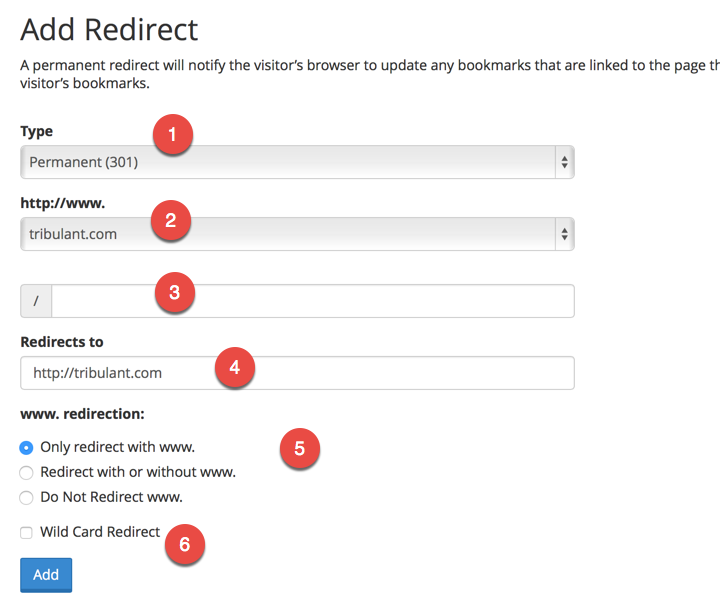 Add Redirect
A permanent redirect will notify the visitor's browser to update any bookmarks that are linked to the page
visitor's bookmarks.
Type
1
Permanent (301)
http://www.
2
tribulant.com
3
/
Redirects to
4
http://tribulant.com
www. redirection:
Only redirect with www.
5
Redirect with or without www.
Do Not Redirect www.
Wild Card Redirect
6
Add